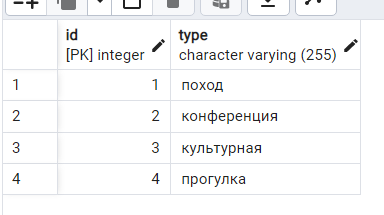 id type
[PK] integer character varying (255)
1 1 поход
2 2 конференция
3 3 культурная
4 4 прогулка